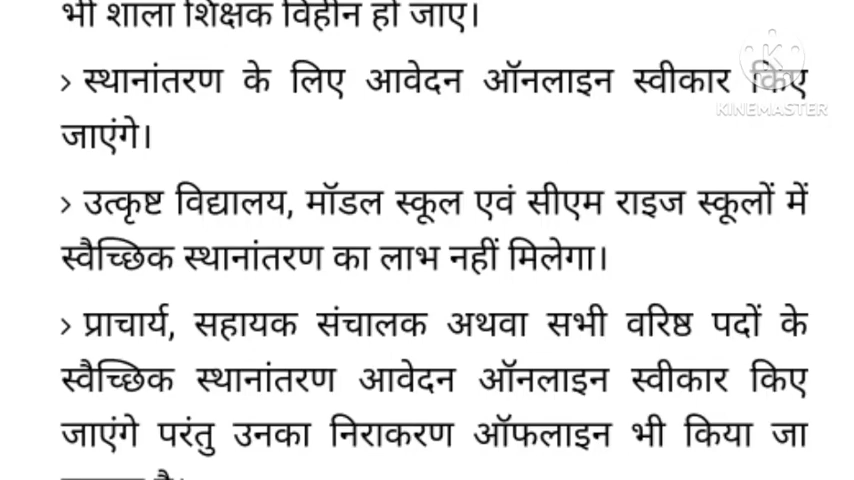 भी शाला शिक्षक विहीन हो जाए।
› स्थानांतरण के लिए आवेदन ऑनलाइन स्वीकार किए
जाएंगे।
› उत्कृष्ट विद्यालय, मॉडल स्कूल एवं सीएम राइज स्कूलों में
स्वैच्छिक स्थानांतरण का लाभ नहीं मिलेगा।
› प्राचार्य, सहायक संचालक अथवा सभी वरिष्ठ पदों के
स्वैच्छिक स्थानांतरण आवेदन ऑनलाइन स्वीकार किए
जाएंगे परंतु उनका निराकरण ऑफलाइन भी किया जा
KINEMASTER